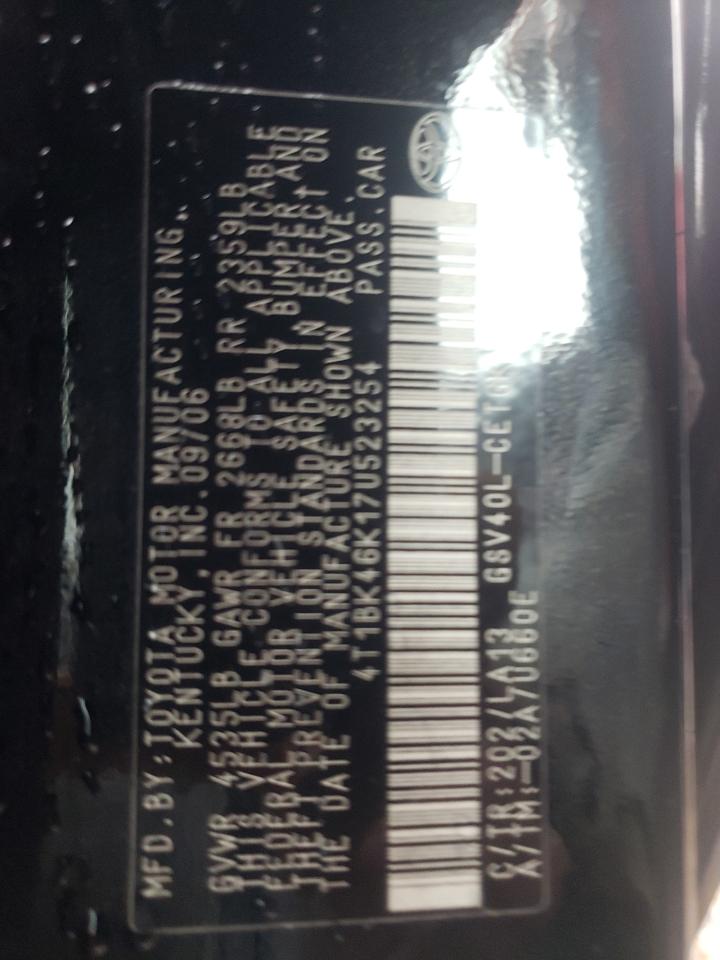 MFD.BY:TOYOTA MOTOR MANUFACTURING,
KENTUCKY, INC.09/06
GVWR 4535LB GAWR FR 2668LB RR 2359LB
THIS VEHICLE CONFORMS TO ALL APPLICABLE
FEDERAL MOTOR VEHICLE SAFETY, BUMPER, AND
THEFT PREVENTION STANDARDS IN EFFECT ON
THE DATE OF MANUFACTURE SHOWN ABOVE.
4T1BK46K17U523254 PASS.CAR
C/TR:202/LA13 GSV40L-
A/TM:-02A/U660E